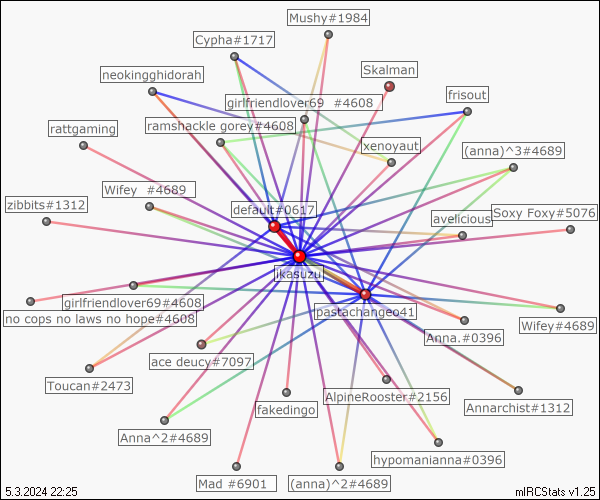 Mushy#1984
Cypha#1717
Skalman
neokingghidorah
frisout
girlfriendlover69 #4608
rattgaming
ramshackle gorey#4608
xenoyaut
(anna)^3#4689
Wifey #4689
zibbits#1312
default#0617
avelicious
Soxy Foxy#5076
ikasuzu
girlfriendlover69#4608
pastachangeo41
no cops no laws no hope#4608
Wifey#4689
Anna.#0396
ace deucy#7097
Toucan#2473
AlpineRooster#2156
fakedingo
Annarchist#1312
Anna^2#4689
hypomanianna#0396
Mad #6901
(anna)^2#4689
5.3.2024 22:25
mIRCStats v1.25